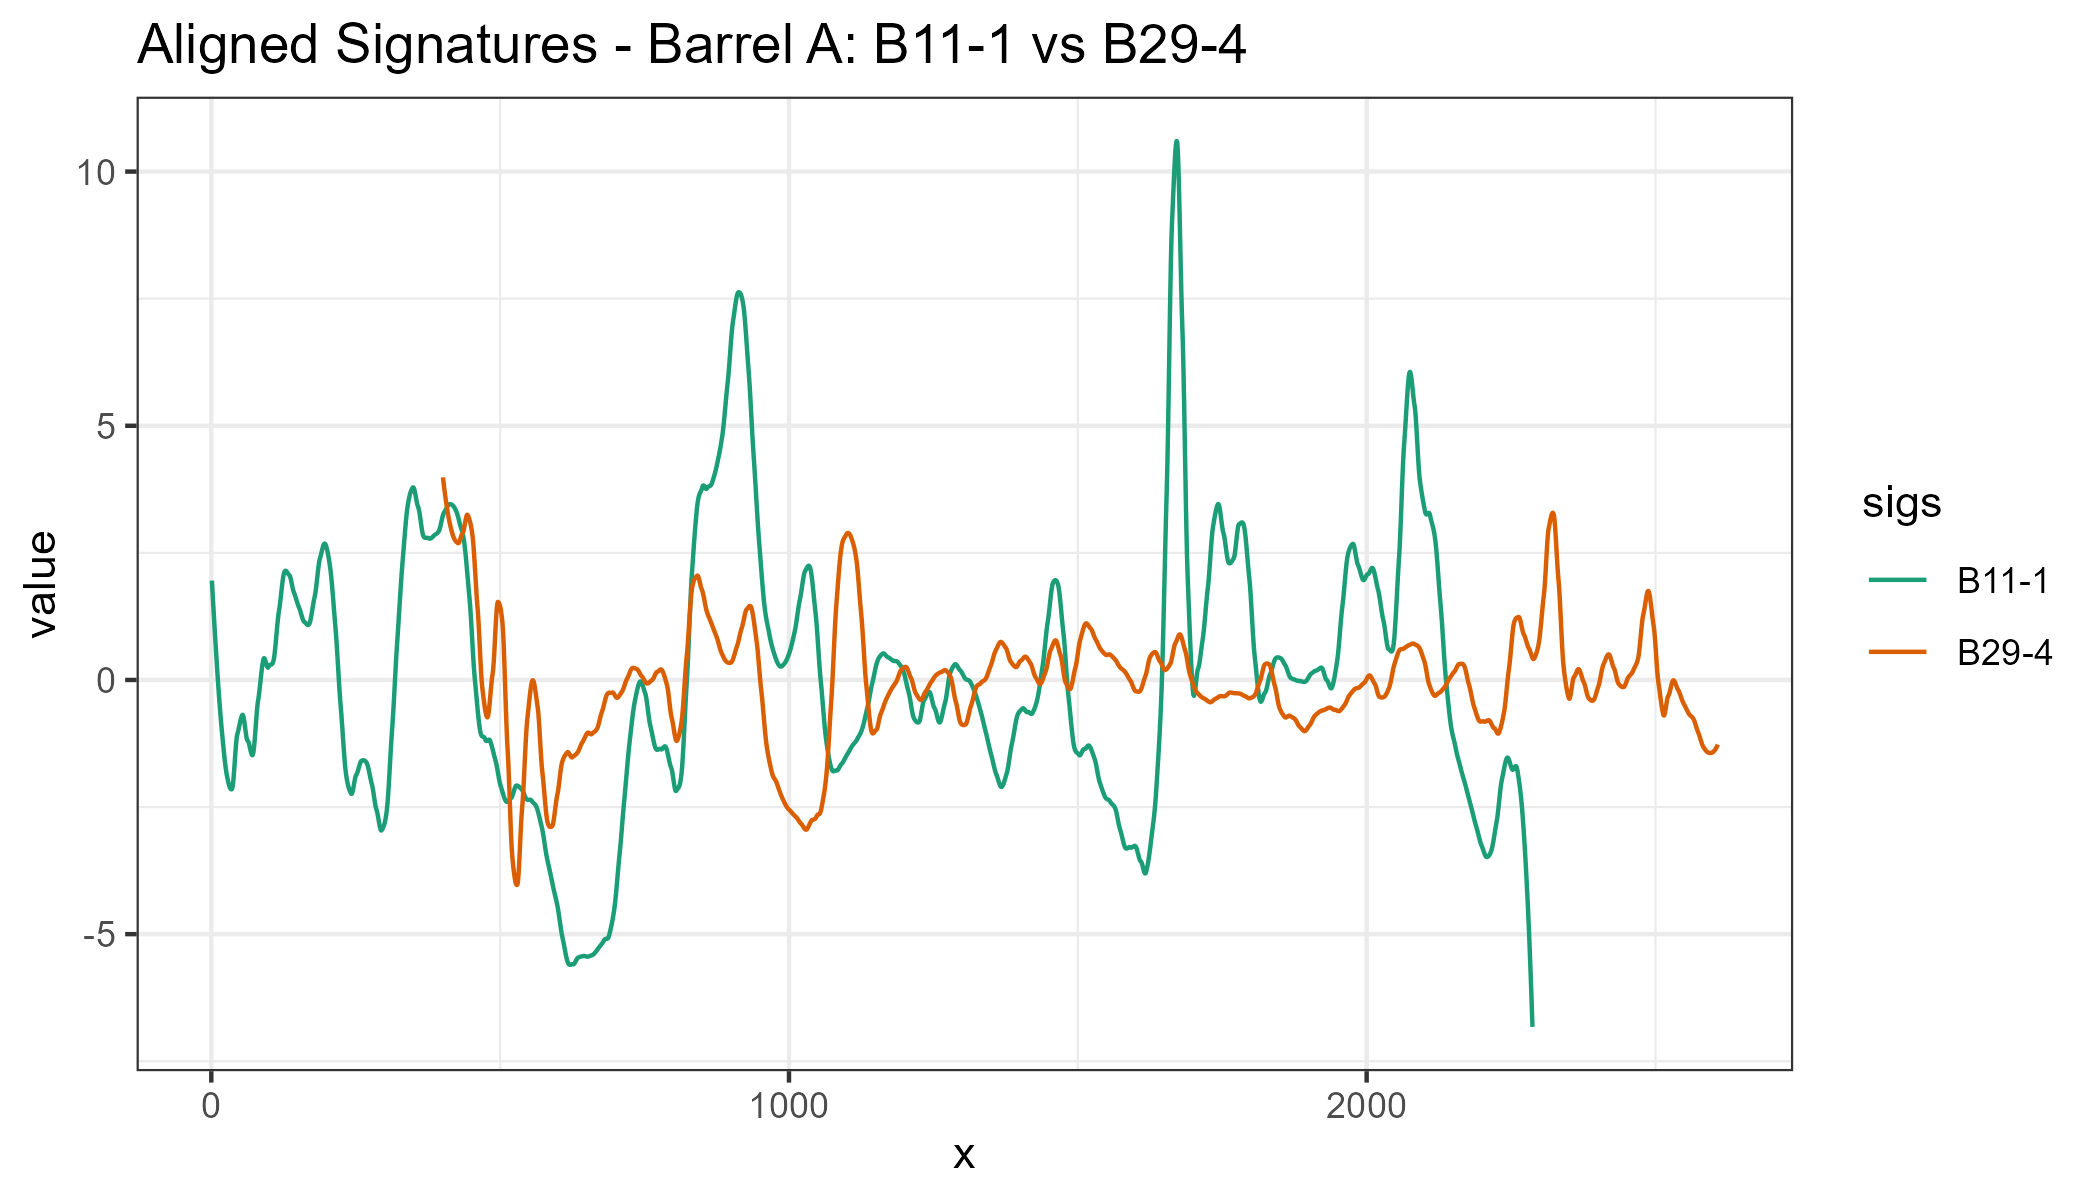 Aligned Signatures - Barrel A: B11-1 vs B29-4
10
5
0
-5
value
0
1000
2000
x
sigs
B11-1
B29-4